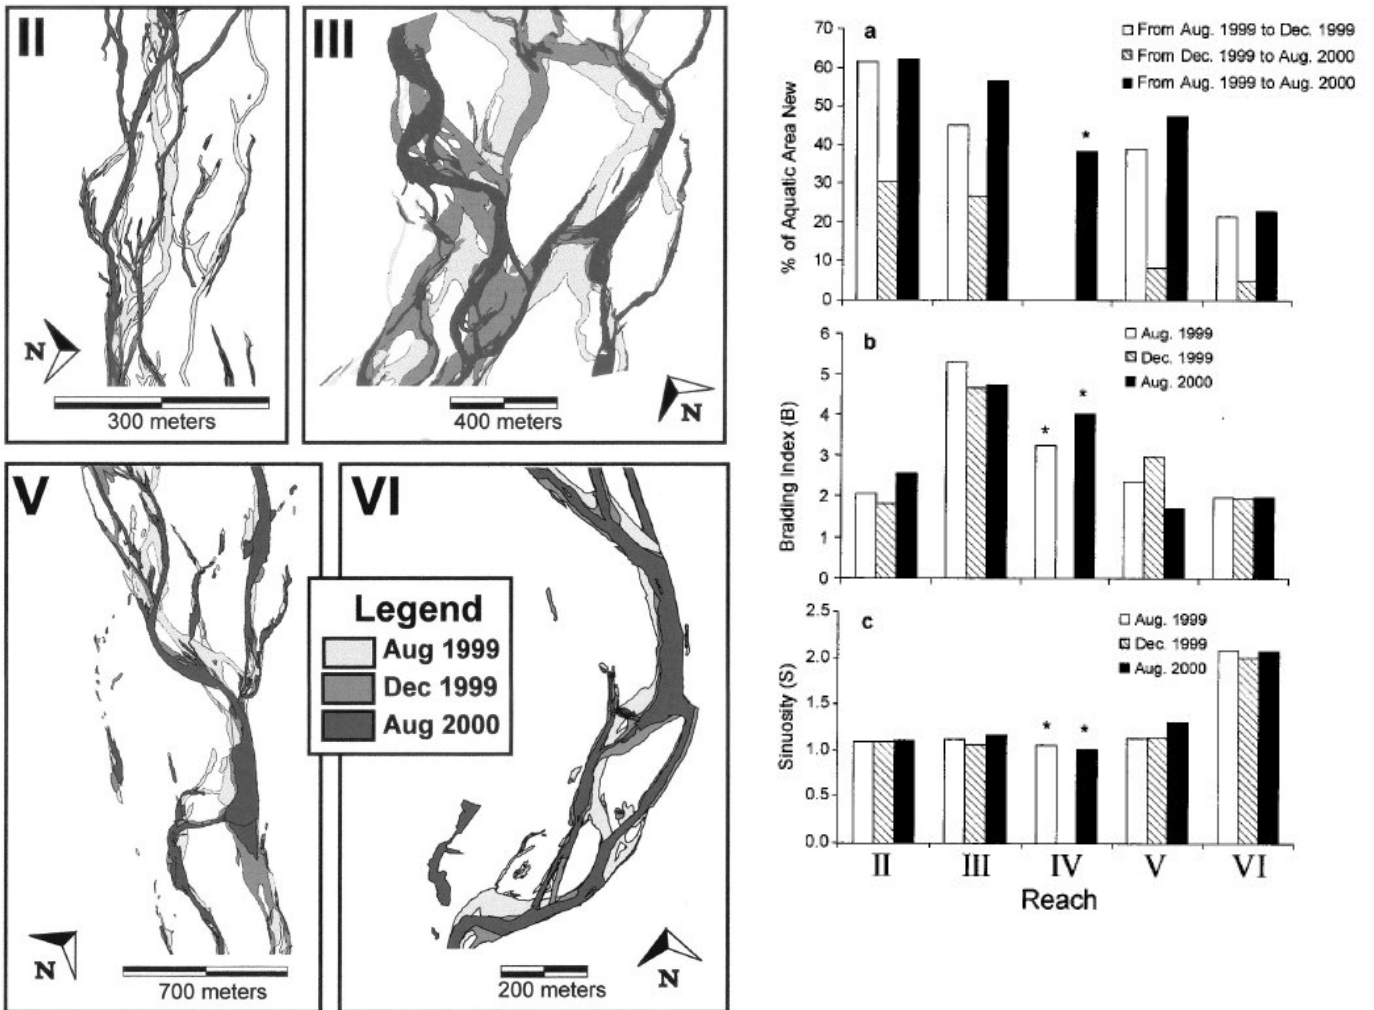 II
N
300 meters
III
400 meters
N
V
N
700 meters
VI
200 meters
N
Legend
Aug 1999
Dec 1999
Aug 2000
a
From Aug. 1999 to Dec. 1999
From Dec. 1999 to Aug. 2000
From Aug. 1999 to Aug. 2000
% of Aquatic Area New
70
60
50
40
30
20
10
0
*
b
Aug. 1999
Dec. 1999
Aug. 2000
Braiding Index (B)
6
5
4
3
2
1
0
* *
c
Aug. 1999
Dec. 1999
Aug. 2000
Sinuosity (S)
2.5
2.0
1.5
1.0
0.5
0.0
* *
II III IV V VI
Reach